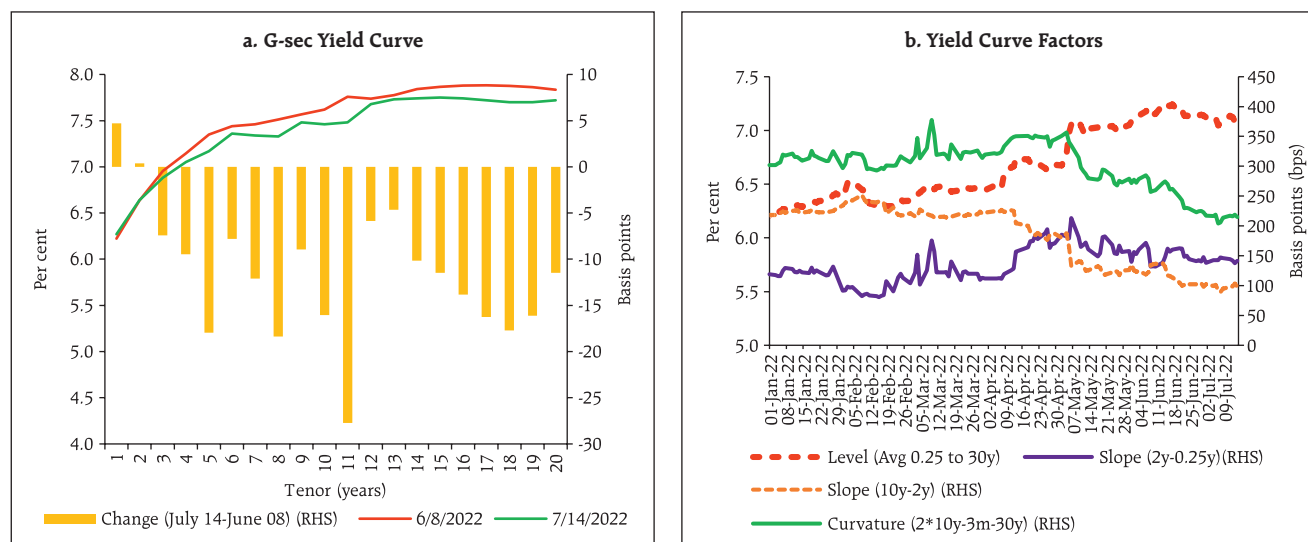 a. G-sec Yield Curve
8.0
7.5
7.0
6.5
6.0
5.5
5.0
4.5
4.0
Per cent
10
5
0
-5
-10
-15
-20
-25
-30
Basis points
1 2 3 4 5 6 7 8 9 10 11 12 13 14 15 16 17 18 19 20
Tenor (years)
Change (July 14-June 08) (RHS) 6/8/2022 7/14/2022
b. Yield Curve Factors
7.5
7.0
6.5
6.0
5.5
5.0
Per cent
450
400
350
300
250
200
150
100
50
0
Basis points
01-Jan-22
08-Jan-22
15-Jan-22
22-Jan-22
29-Jan-22
05-Feb-22
12-Feb-22
19-Feb-22
26-Feb-22
05-Mar-22
12-Mar-22
19-Mar-22
26-Mar-22
02-Apr-22
09-Apr-22
16-Apr-22
23-Apr-22
30-Apr-22
07-May-22
14-May-22
21-May-22
28-May-22
04-Jun-22
11-Jun-22
18-Jun-22
25-Jun-22
02-Jul-22
09-Jul-22
Level (Avg 0.25 to 30y) Slope (2y-0.25y)(RHS)
Slope (10y-2y) (RHS)
Curvature (2*10y-3m-30y) (RHS)